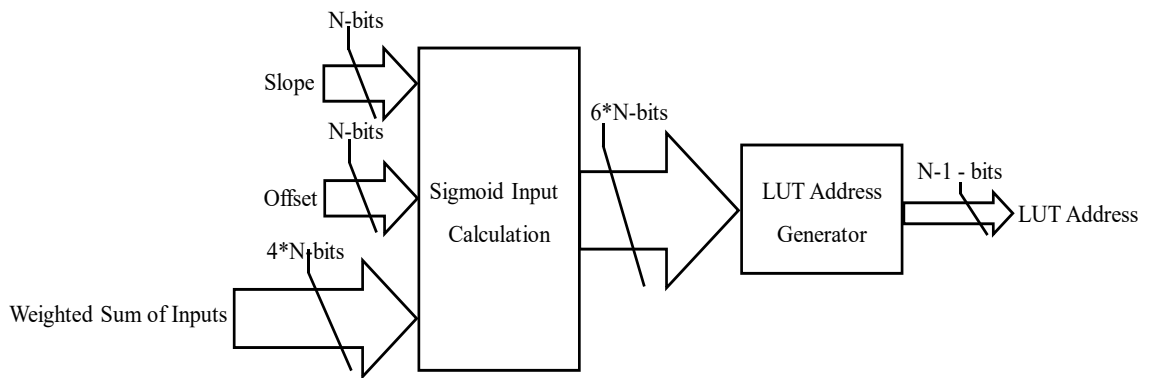 N-bits
Slope
N-bits
Offset
4*N-bits
Weighted Sum of Inputs
Sigmoid Input
Calculation
6*N-bits
LUT Address
Generator
N-1 - bits
LUT Address